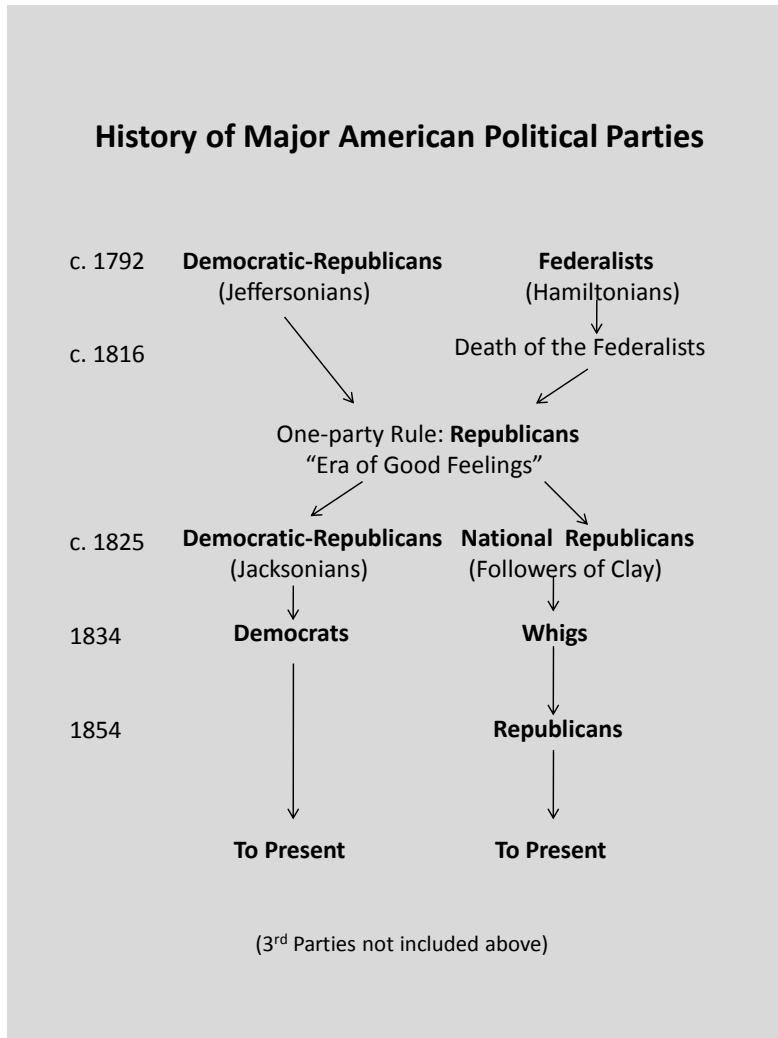 History of Major American Political Parties
c. 1792 Democratic-Republicans Federalists
(Jeffersonians) (Hamiltonians)
c. 1816 Death of the Federalists
One-party Rule: Republicans
“Era of Good Feelings”
c. 1825 Democratic-Republicans National Republicans
(Jacksonians) (Followers of Clay)
1834 Democrats Whigs
1854 Republicans
To Present To Present
(3rd Parties not included above)